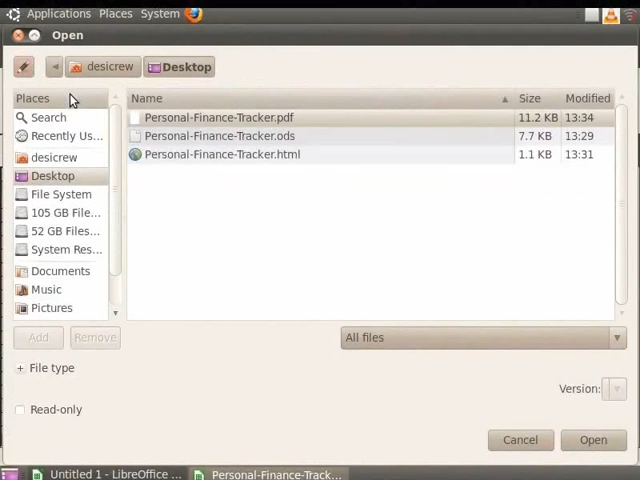 Applications Places System
Open
desicrew Desktop
Places
Search
Recently Us...
desicrew
Desktop
File System
105 GB File...
52 GB Files...
System Res...
Documents
Music
Pictures
Name Size Modified
Personal-Finance-Tracker.pdf 11.2 KB 13:34
Personal-Finance-Tracker.ods 7.7 KB 13:29
Personal-Finance-Tracker.html 1.1 KB 13:31
Add Remove All files
File type
Version:
Read-only
Cancel Open
Untitled 1 - LibreOffice ... Personal-Finance-Track...